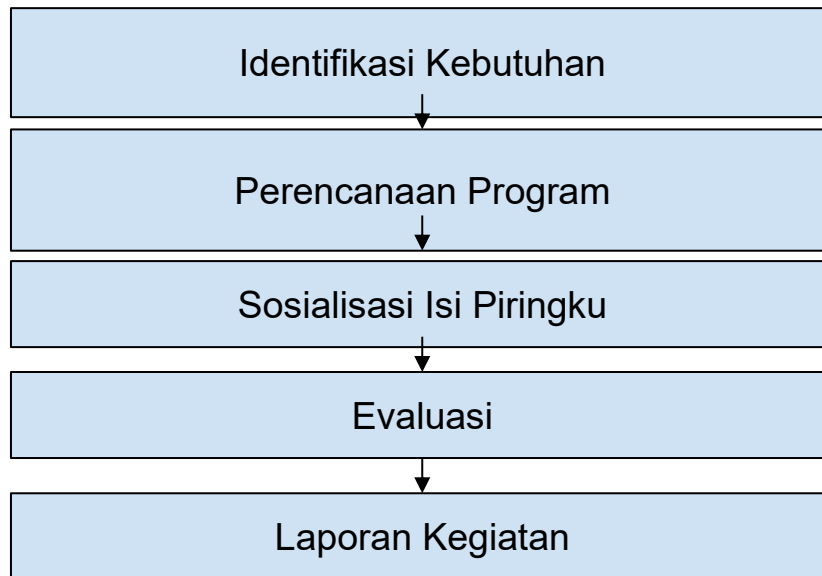 Identifikasi Kebutuhan
Perencanaan Program
Sosialisasi Isi Piringku
Evaluasi
Laporan Kegiatan